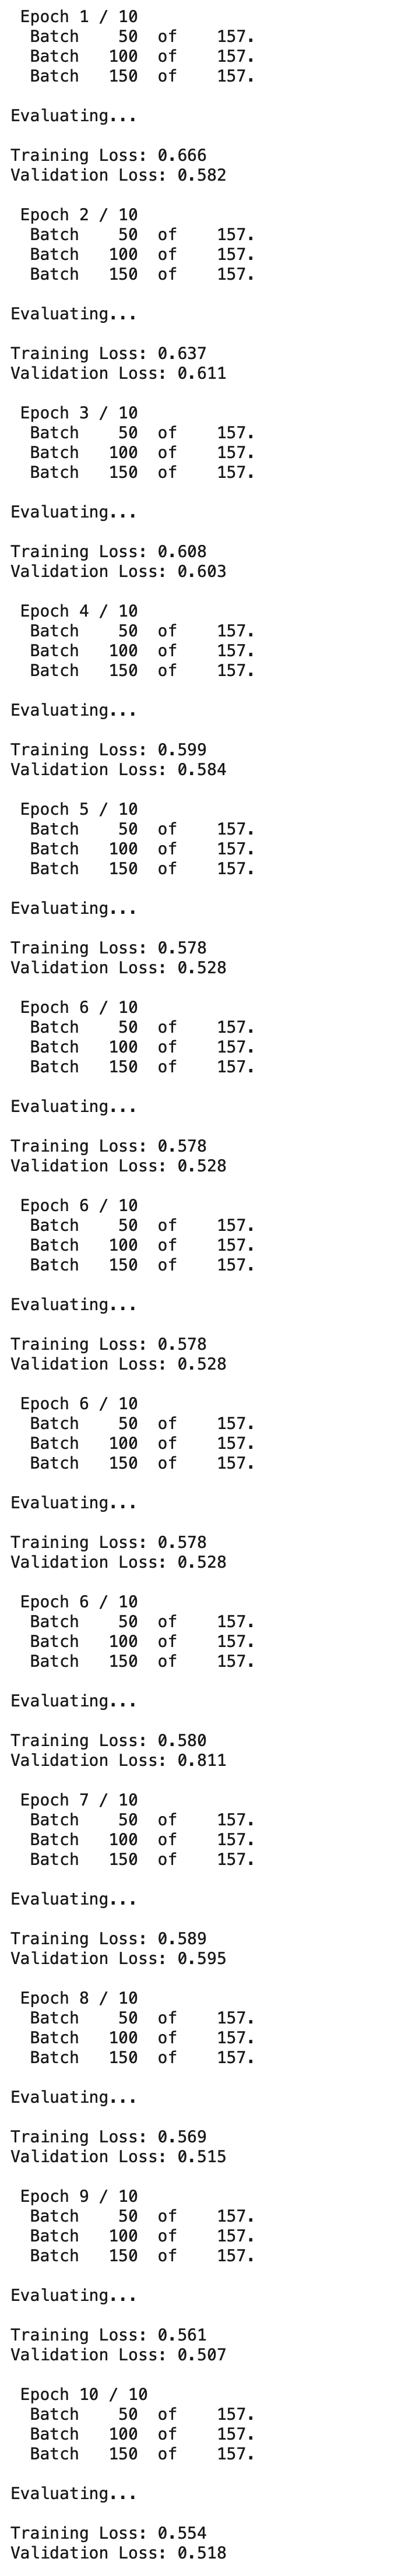 Epoch 1 / 10
Batch 50 of 157.
Batch 100 of 157.
Batch 150 of 157.
Evaluating...
Training Loss: 0.666
Validation Loss: 0.582
Epoch 2 / 10
Batch 50 of 157.
Batch 100 of 157.
Batch 150 of 157.
Evaluating...
Training Loss: 0.637
Validation Loss: 0.611
Epoch 3 / 10
Batch 50 of 157.
Batch 100 of 157.
Batch 150 of 157.
Evaluating...
Training Loss: 0.608
Validation Loss: 0.603
Epoch 4 / 10
Batch 50 of 157.
Batch 100 of 157.
Batch 150 of 157.
Evaluating...
Training Loss: 0.599
Validation Loss: 0.584
Epoch 5 / 10
Batch 50 of 157.
Batch 100 of 157.
Batch 150 of 157.
Evaluating...
Training Loss: 0.578
Validation Loss: 0.528
Epoch 6 / 10
Batch 50 of 157.
Batch 100 of 157.
Batch 150 of 157.
Evaluating...
Training Loss: 0.578
Validation Loss: 0.528
Epoch 6 / 10
Batch 50 of 157.
Batch 100 of 157.
Batch 150 of 157.
Evaluating...
Training Loss: 0.578
Validation Loss: 0.528
Epoch 6 / 10
Batch 50 of 157.
Batch 100 of 157.
Batch 150 of 157.
Evaluating...
Training Loss: 0.578
Validation Loss: 0.528
Epoch 6 / 10
Batch 50 of 157.
Batch 100 of 157.
Batch 150 of 157.
Evaluating...
Training Loss: 0.580
Validation Loss: 0.811
Epoch 7 / 10
Batch 50 of 157.
Batch 100 of 157.
Batch 150 of 157.
Evaluating...
Training Loss: 0.589
Validation Loss: 0.595
Epoch 8 / 10
Batch 50 of 157.
Batch 100 of 157.
Batch 150 of 157.
Evaluating...
Training Loss: 0.569
Validation Loss: 0.515
Epoch 9 / 10
Batch 50 of 157.
Batch 100 of 157.
Batch 150 of 157.
Evaluating...
Training Loss: 0.561
Validation Loss: 0.507
Epoch 10 / 10
Batch 50 of 157.
Batch 100 of 157.
Batch 150 of 157.
Evaluating...
Training Loss: 0.554
Validation Loss: 0.518